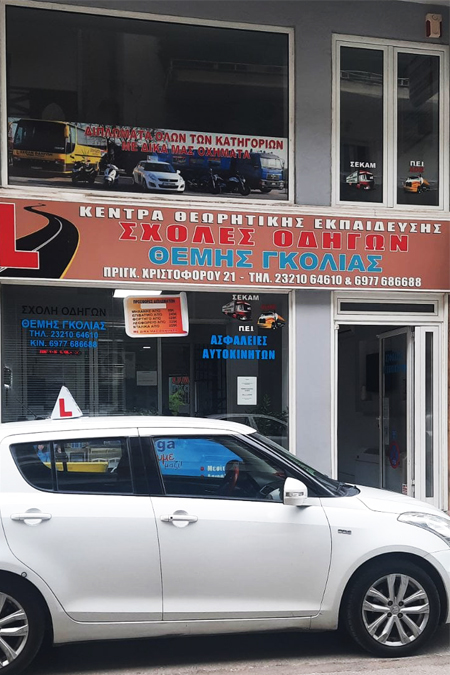 ΔΙΠΛΩΜΑΤΑ ΟΛΩΝ ΤΩΝ ΚΑΤΗΓΟΡΙΩΝ
ΜΕ ΔΙΚΑ ΜΑΣ ΟΧΗΜΑΤΑ
ΣΕΚΑΜ
ΠΕΙ
L
ΚΕΝΤΡΑ ΘΕΩΡΗΤΙΚΗΣ ΕΚΠΑΙΔΕΥΣΗΣ
ΣΧΟΛΕΣ ΟΔΗΓΩΝ
ΘΕΜΗΣ ΓΚΟΛΙΑΣ
ΠΡΙΓΚ. ΧΡΙΣΤΟΦΟΡΟΥ 21 - ΤΗΛ. 23210 64610 & 6977 686688
ΣΧΟΛΗ ΟΔΗΓΩΝ
ΘΕΜΗΣ ΓΚΟΛΙΑΣ
ΤΗΛ. 23210 64610
ΚΙΝ. 6977 686688
ΣΕΚΑΜ
ΠΕΙ
ΑΣΦΑΛΕΙΕΣ
ΑΥΤΟΚΙΝΗΤΩΝ
L